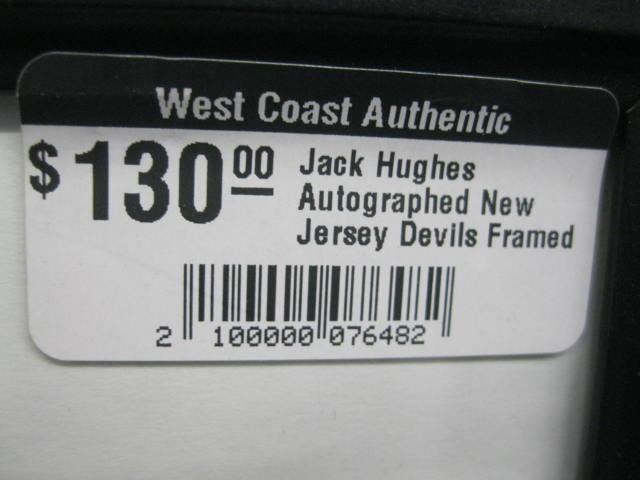 West Coast Authentic
$130.00 Jack Hughes
Autographed New
Jersey Devils Framed
2 100000 076482